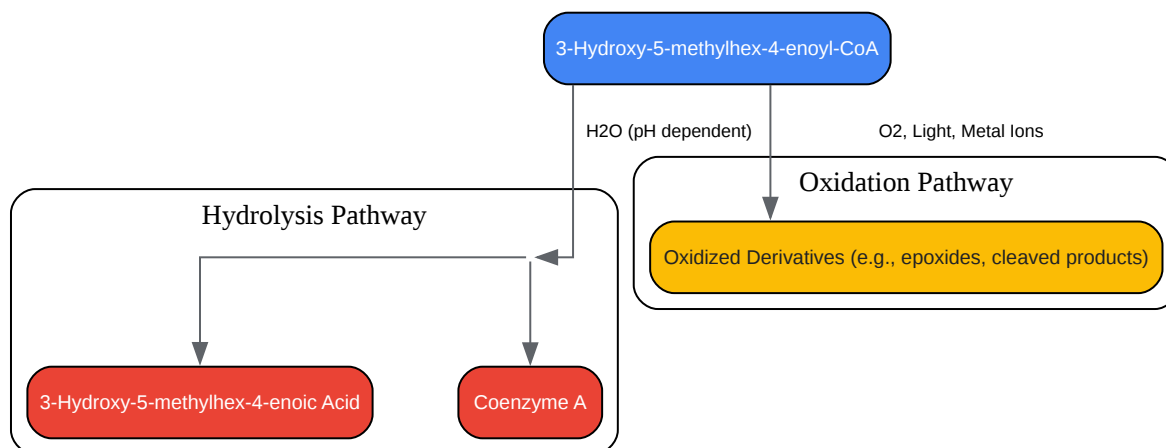 3-Hydroxy-5-methylhex-4-enoyl-CoA
H2O (pH dependent)
O2, Light, Metal Ions
Oxidation Pathway
Hydrolysis Pathway
Oxidized Derivatives (e.g., epoxides, cleaved products)
3-Hydroxy-5-methylhex-4-enoic Acid
Coenzyme A